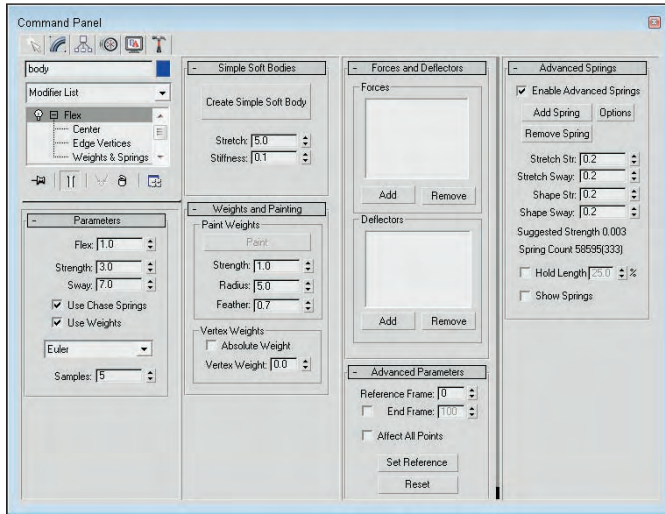 Command Panel
body
Modifier List
Flex
Center
Edge Vertices
Weights & Springs
- Parameters
Flex: 1.0
Strength: 3.0
Sway: 7.0
Use Chase Springs
Use Weights
Euler
Samples: 5
- Simple Soft Bodies
Create Simple Soft Body
Stretch: 5.0
Stiffness: 0.1
- Weights and Painting
Paint Weights
Paint
Strength: 1.0
Radius: 5.0
Feather: 0.7
Vertex Weights
Absolute Weight
Vertex Weight: 0.0
- Forces and Deflectors
Forces
Add Remove
Deflectors
Add Remove
- Advanced Parameters
Reference Frame: 0
End Frame: 100
Affect All Points
Set Reference
Reset
- Advanced Springs
Enable Advanced Springs
Add Spring Options
Remove Spring
Stretch Str: 0.2
Stretch Sway: 0.2
Shape Str: 0.2
Shape Sway: 0.2
Suggested Strength 0.003
Spring Count 58595(333)
Hold Length 25.0 %
Show Springs